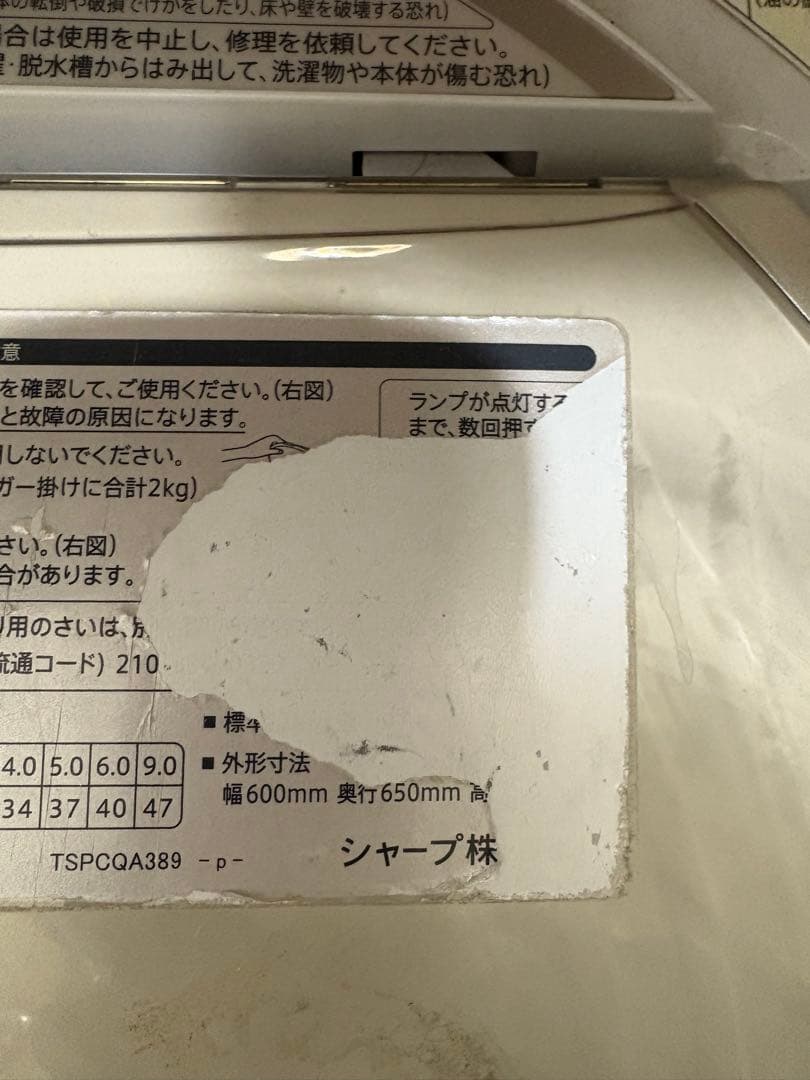 本の転倒や破損でけがをしたり、床や壁を破壊する恐れ)
場合は使用を中止し、修理を依頼してください。
・脱水槽からはみ出して、洗濯物や本体が傷む恐れ)
意
を確認して、ご使用ください。(右図)
と故障の原因になります。
しないでください。
ガー掛けに合計2kg)
さい。(右図)
合があります。
用のさいは、
流通コード) 210
ランプが点灯する
まで、数回押す
■ 標準
4.0 5.0 6.0 9.0
34 37 40 47
■ 外形寸法
幅600mm 奥行650mm 高
TSPCQA389 -p-
シャープ株